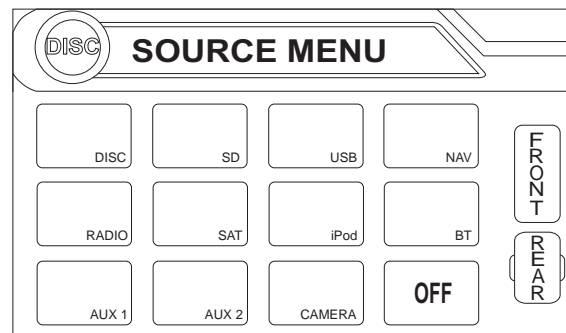 DISC SOURCE MENU
DISC SD USB NAV
RADIO SAT iPod BT
AUX 1 AUX 2 CAMERA OFF
FRONT
REAR